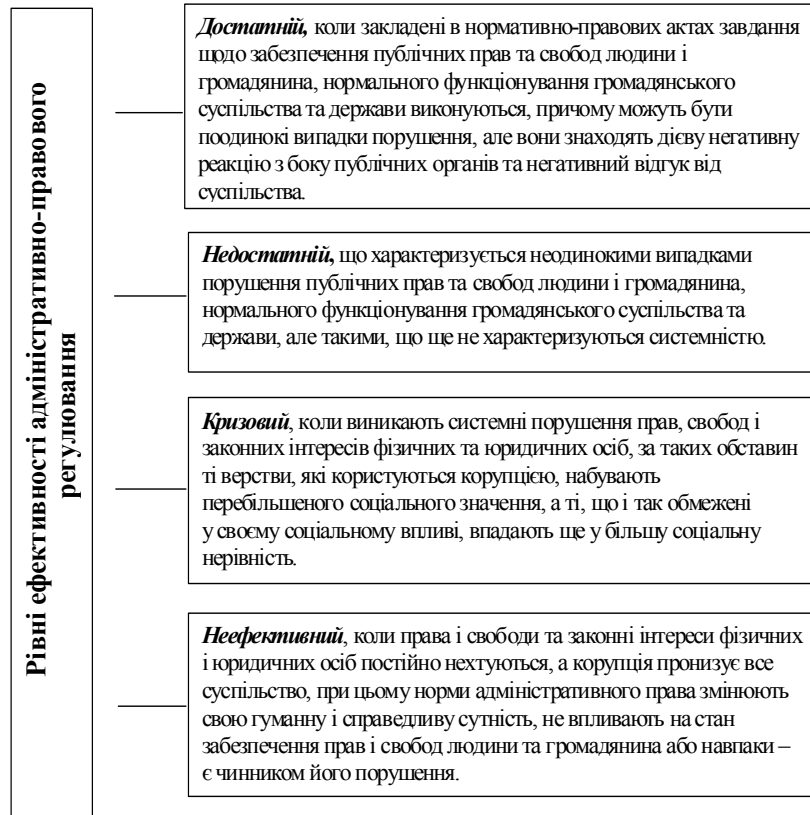 Рівні ефективності адміністративно-правового
регулювання
Достатній, коли закладені в нормативно-правових актах завдання
щодо забезпечення публічних прав та свобод людини і
громадянина, нормального функціонування громадянського
суспільства та держави виконуються, причому можуть бути
поодинокі випадки порушення, але вони знаходять дієву негативну
реакцію з боку публічних органів та негативний відгук від
суспільства.
Недостатній, що характеризується неодинокими випадками
порушення публічних прав та свобод людини і громадянина,
нормального функціонування громадянського суспільства та
держави, але такими, що ще не характеризуються системністю.
Кризовий, коли виникають системні порушення прав, свобод і
законних інтересів фізичних та юридичних осіб, за таких обставин
ті верстви, які користуються корупцією, набувають
перебільшеного соціального значення, а ті, що і так обмежені
у своєму соціальному впливі, впадають ще у більшу соціальну
нерівність.
Неефективний, коли права і свободи та законні інтереси фізичних
і юридичних осіб постійно нехтуються, а корупція пронизує все
суспільство, при цьому норми адміністративного права змінюють
свою гуманну і справедливу сутність, не впливають на стан
забезпечення прав і свобод людини та громадянина або навпаки –
є чинником його порушення.